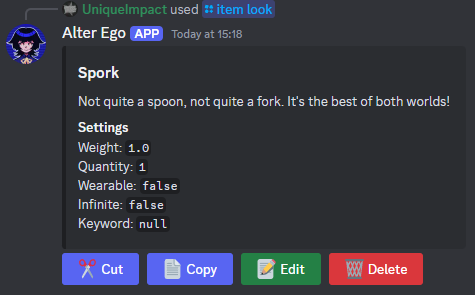 UniqueImpact used item look
Alter Ego APP Today at 15:18
Spork
Not quite a spoon, not quite a fork. It's the best of both worlds!
Settings
Weight: 1.0
Quantity: 1
Wearable: false
Infinite: false
Keyword: null
Cut Copy Edit Delete